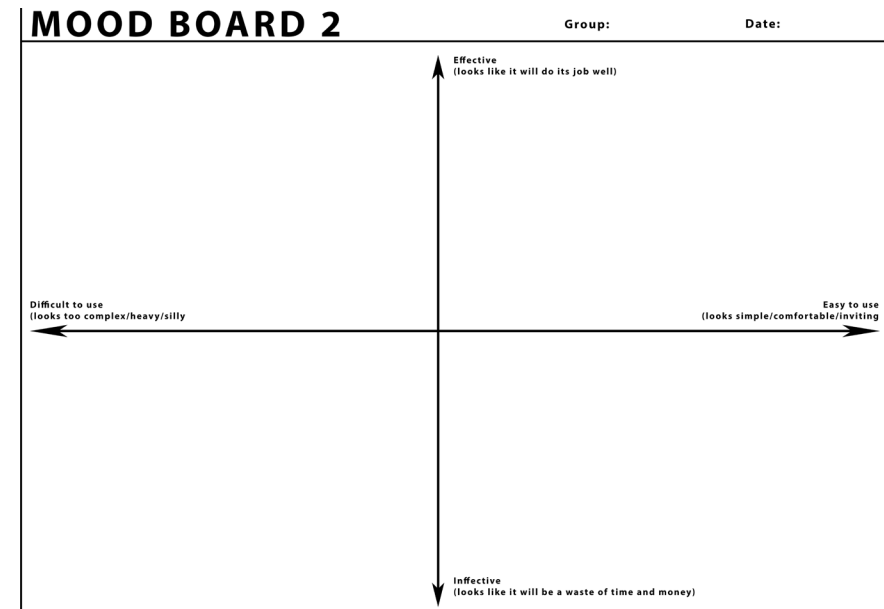 MOOD BOARD 2 Group: Date:
Effective
(looks like it will do its job well)
Difficult to use
(looks too complex/heavy/silly
Easy to use
(looks simple/comfortable/inviting
Inffective
(looks like it will be a waste of time and money)